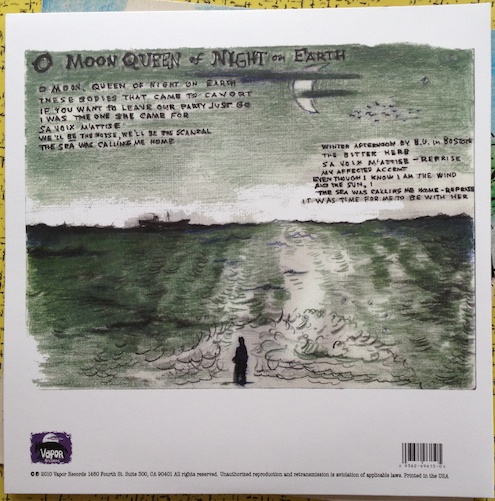 O MOON QUEEN OF NIGHT ON EARTH
O MOON, QUEEN OF NIGHT ON EARTH
THESE BODIES THAT CAME TO CAVORT
IF YOU WANT TO LEAVE OUR PARTY JUST GO
I WAS THE ONE SHE CAME FOR
SA VOIX M'ATTISE
WE'LL BE THE NOISE, WE'LL BE THE SCANDAL
THE SEA WAS CALLING ME HOME
WINTER AFTERNOON BY B.U. IN BOSTON
THE BITTER HERB
SA VOIX M'ATTISE - REPRISE
MY AFFECTED ACCENT
EVEN THOUGH I KNOW I AM THE WIND
AND THE SUN, I
THE SEA WAS CALLING ME HOME - REPRISE
IT WAS TIME FOR ME TO BE WITH HER
VAPOR
RECORDS
℗ © 2010 Vapor Records 1460 Fourth St. Suite 300, CA 90401 All rights reserved. Unauthorized reproduction and retransmission is a violation of applicable laws. Printed in the USA